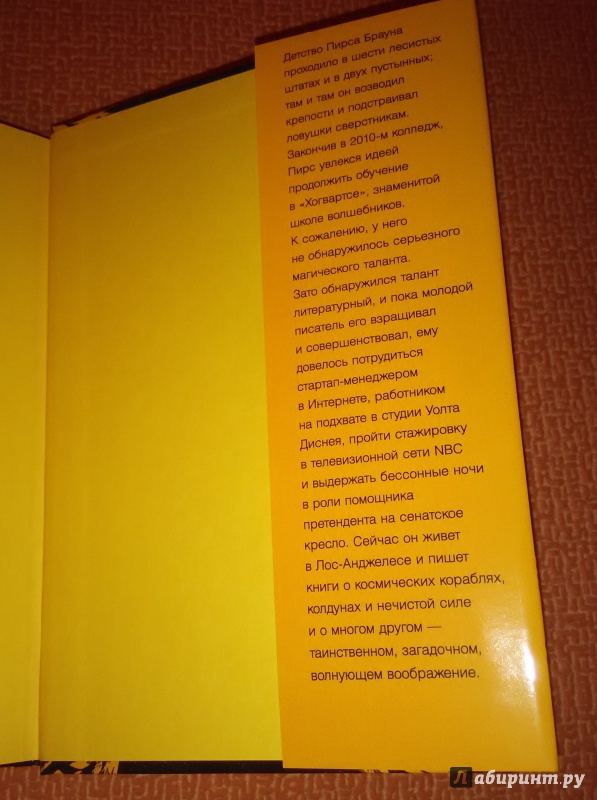 Детство Пирса Брауна
проходило в шести лесистых
штатах и в двух пустынных;
там и там он возводил
крепости и подстраивал
ловушки сверстникам.
Закончив в 2010-м колледж,
Пирс увлекся идеей
продолжить обучение
в «Хогвартсе», знаменитой
школе волшебников.
К сожалению, у него
не обнаружилось серьезного
магического таланта.
Зато обнаружился талант
литературный, и пока молодой
писатель его взращивал
и совершенствовал, ему
довелось потрудиться
стартап-менеджером
в Интернете, работником
на подхвате в студии Уолта
Диснея, пройти стажировку
в телевизионной сети NBC
и выдержать бессонные ночи
в роли помощника
претендента на сенатское
кресло. Сейчас он живет
в Лос-Анджелесе и пишет
книги о космических кораблях,
колдунах и нечистой силе
и о многом другом —
таинственном, загадочном,
волнующем воображение.
Лабиринт.ру